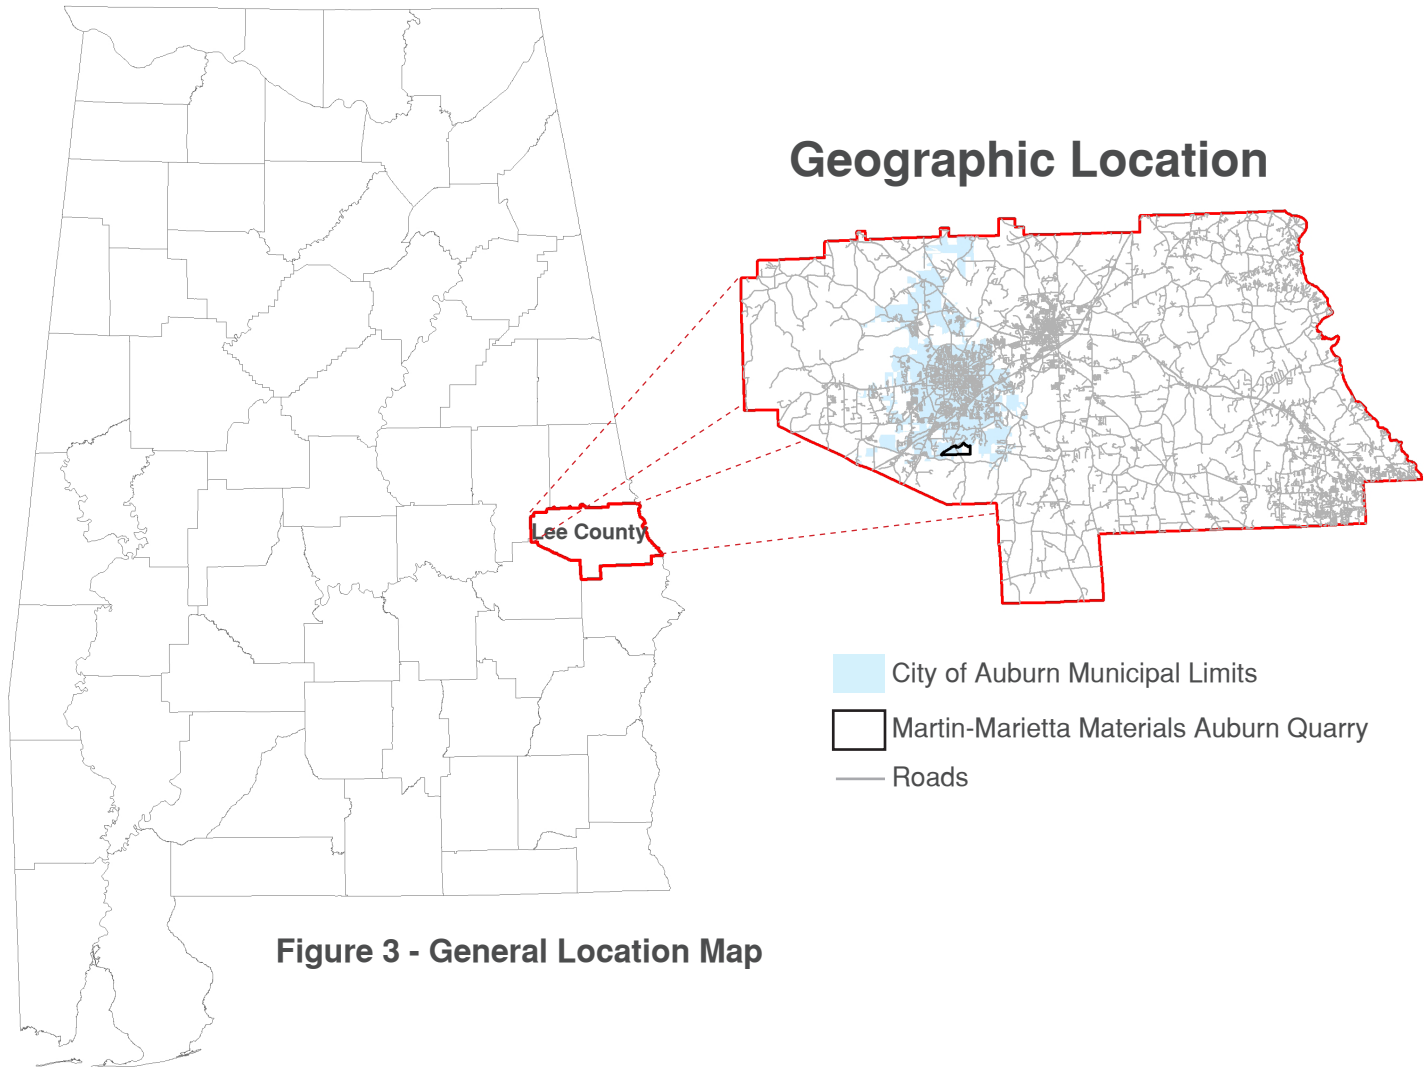 Geographic Location
Lee County
City of Auburn Municipal Limits
Martin-Marietta Materials Auburn Quarry
Roads
Figure 3 - General Location Map